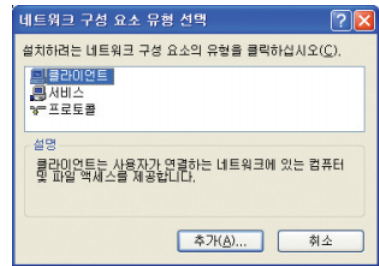 네트워크 구성 요소 유형 선택
설치하려는 네트워크 구성 요소의 유형을 클릭하십시오(C).
클라이언트
서비스
프로토콜
설명
클라이언트는 사용자가 연결하는 네트워크에 있는 컴퓨터
및 파일 액세스를 제공합니다.
추가(A)... 취소